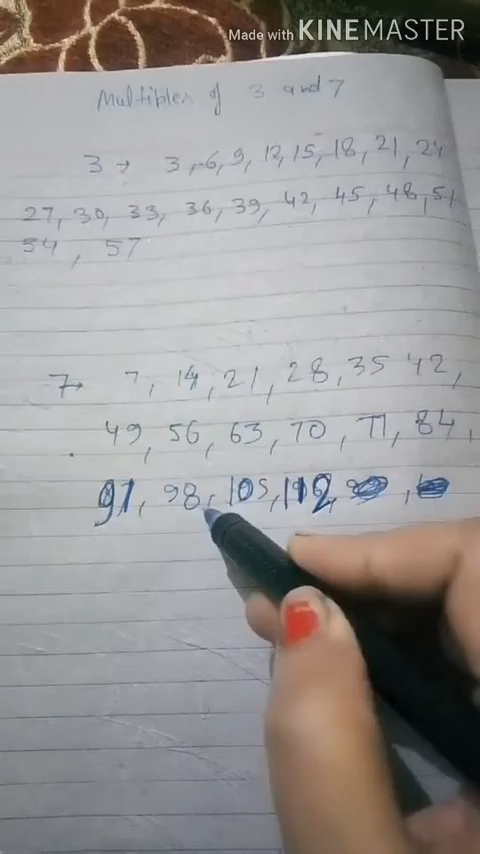 Made with KINEMASTER
Multiples of 3 and 7
3 → 3, 6, 9, 12, 15, 18, 21, 24
27, 30, 33, 36, 39, 42, 45, 48, 51
54, 57
7→ 7, 14, 21, 28, 35 42,
49, 56, 63, 70, 77, 84,
91, 98, 105, 112,